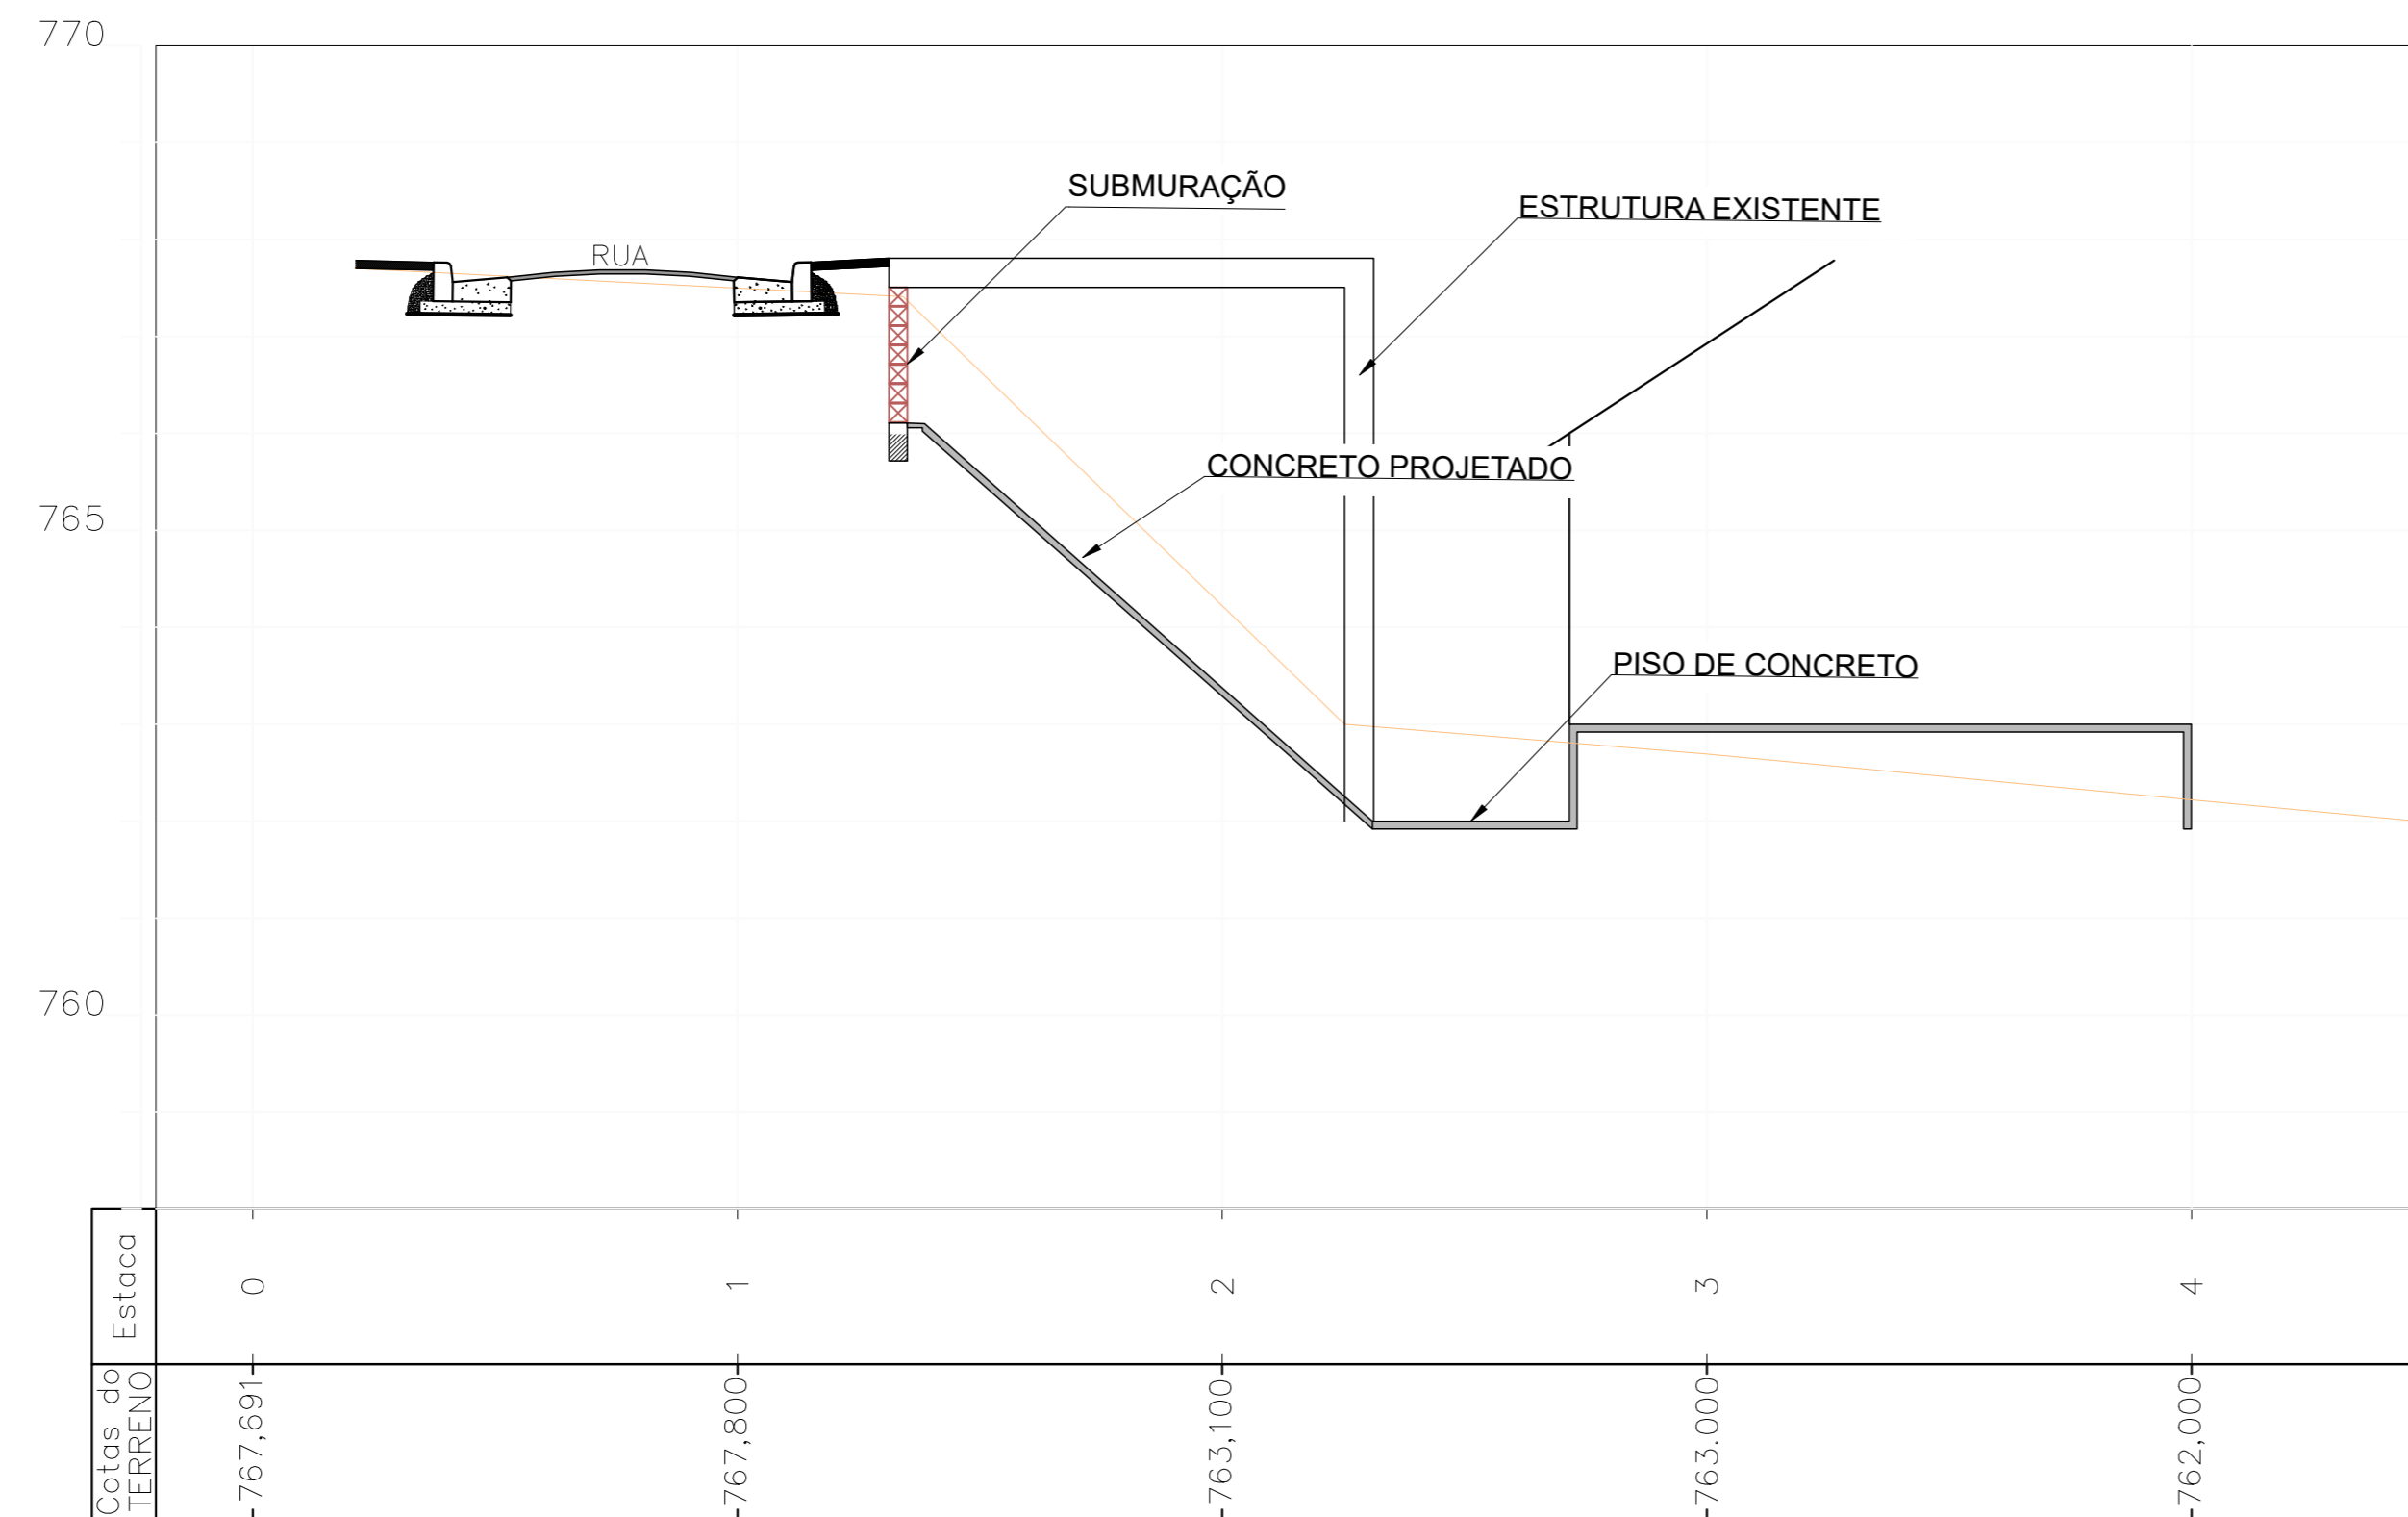 770
SUBMURAÇÃO
ESTRUTURA EXISTENTE
RUA
CONCRETO PROJETADO
765
PISO DE CONCRETO
760
Estaca
0
1
2
3
4
Cotas do
TERRENO
767,691
767,800
763,100
763.000
762,000